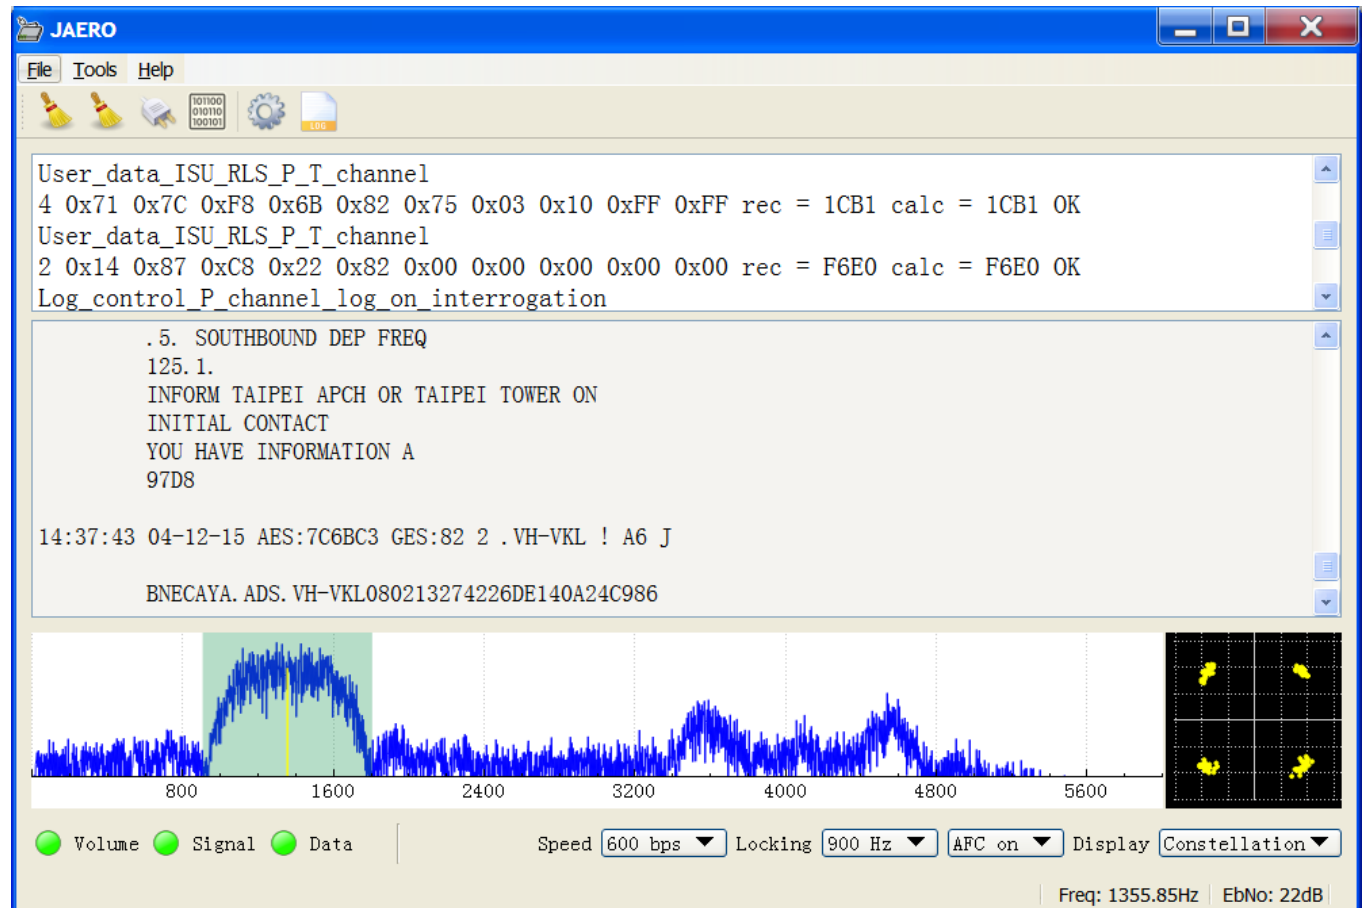 JAERO
File Tools Help
101100
010110
100101
LOG
User_data_ISU_RLS_P_T_channel
4 0x71 0x7C 0xF8 0x6B 0x82 0x75 0x03 0x10 0xFF 0xFF rec = 1CB1 calc = 1CB1 OK
User_data_ISU_RLS_P_T_channel
2 0x14 0x87 0xC8 0x22 0x82 0x00 0x00 0x00 0x00 0x00 rec = F6E0 calc = F6E0 OK
Log_control_P_channel_log_on_interrogation
.5. SOUTHBOUND DEP FREQ
125.1.
INFORM TAIPEI APCH OR TAIPEI TOWER ON
INITIAL CONTACT
YOU HAVE INFORMATION A
97D8
14:37:43 04-12-15 AES:7C6BC3 GES:82 2 .VH-VKL ! A6 J
BNECAYA.ADS.VH-VKL080213274226DE140A24C986
800 1600 2400 3200 4000 4800 5600
Volume Signal Data Speed 600 bps Locking 900 Hz AFC on Display Constellation
Freq: 1355.85Hz EbNo: 22dB